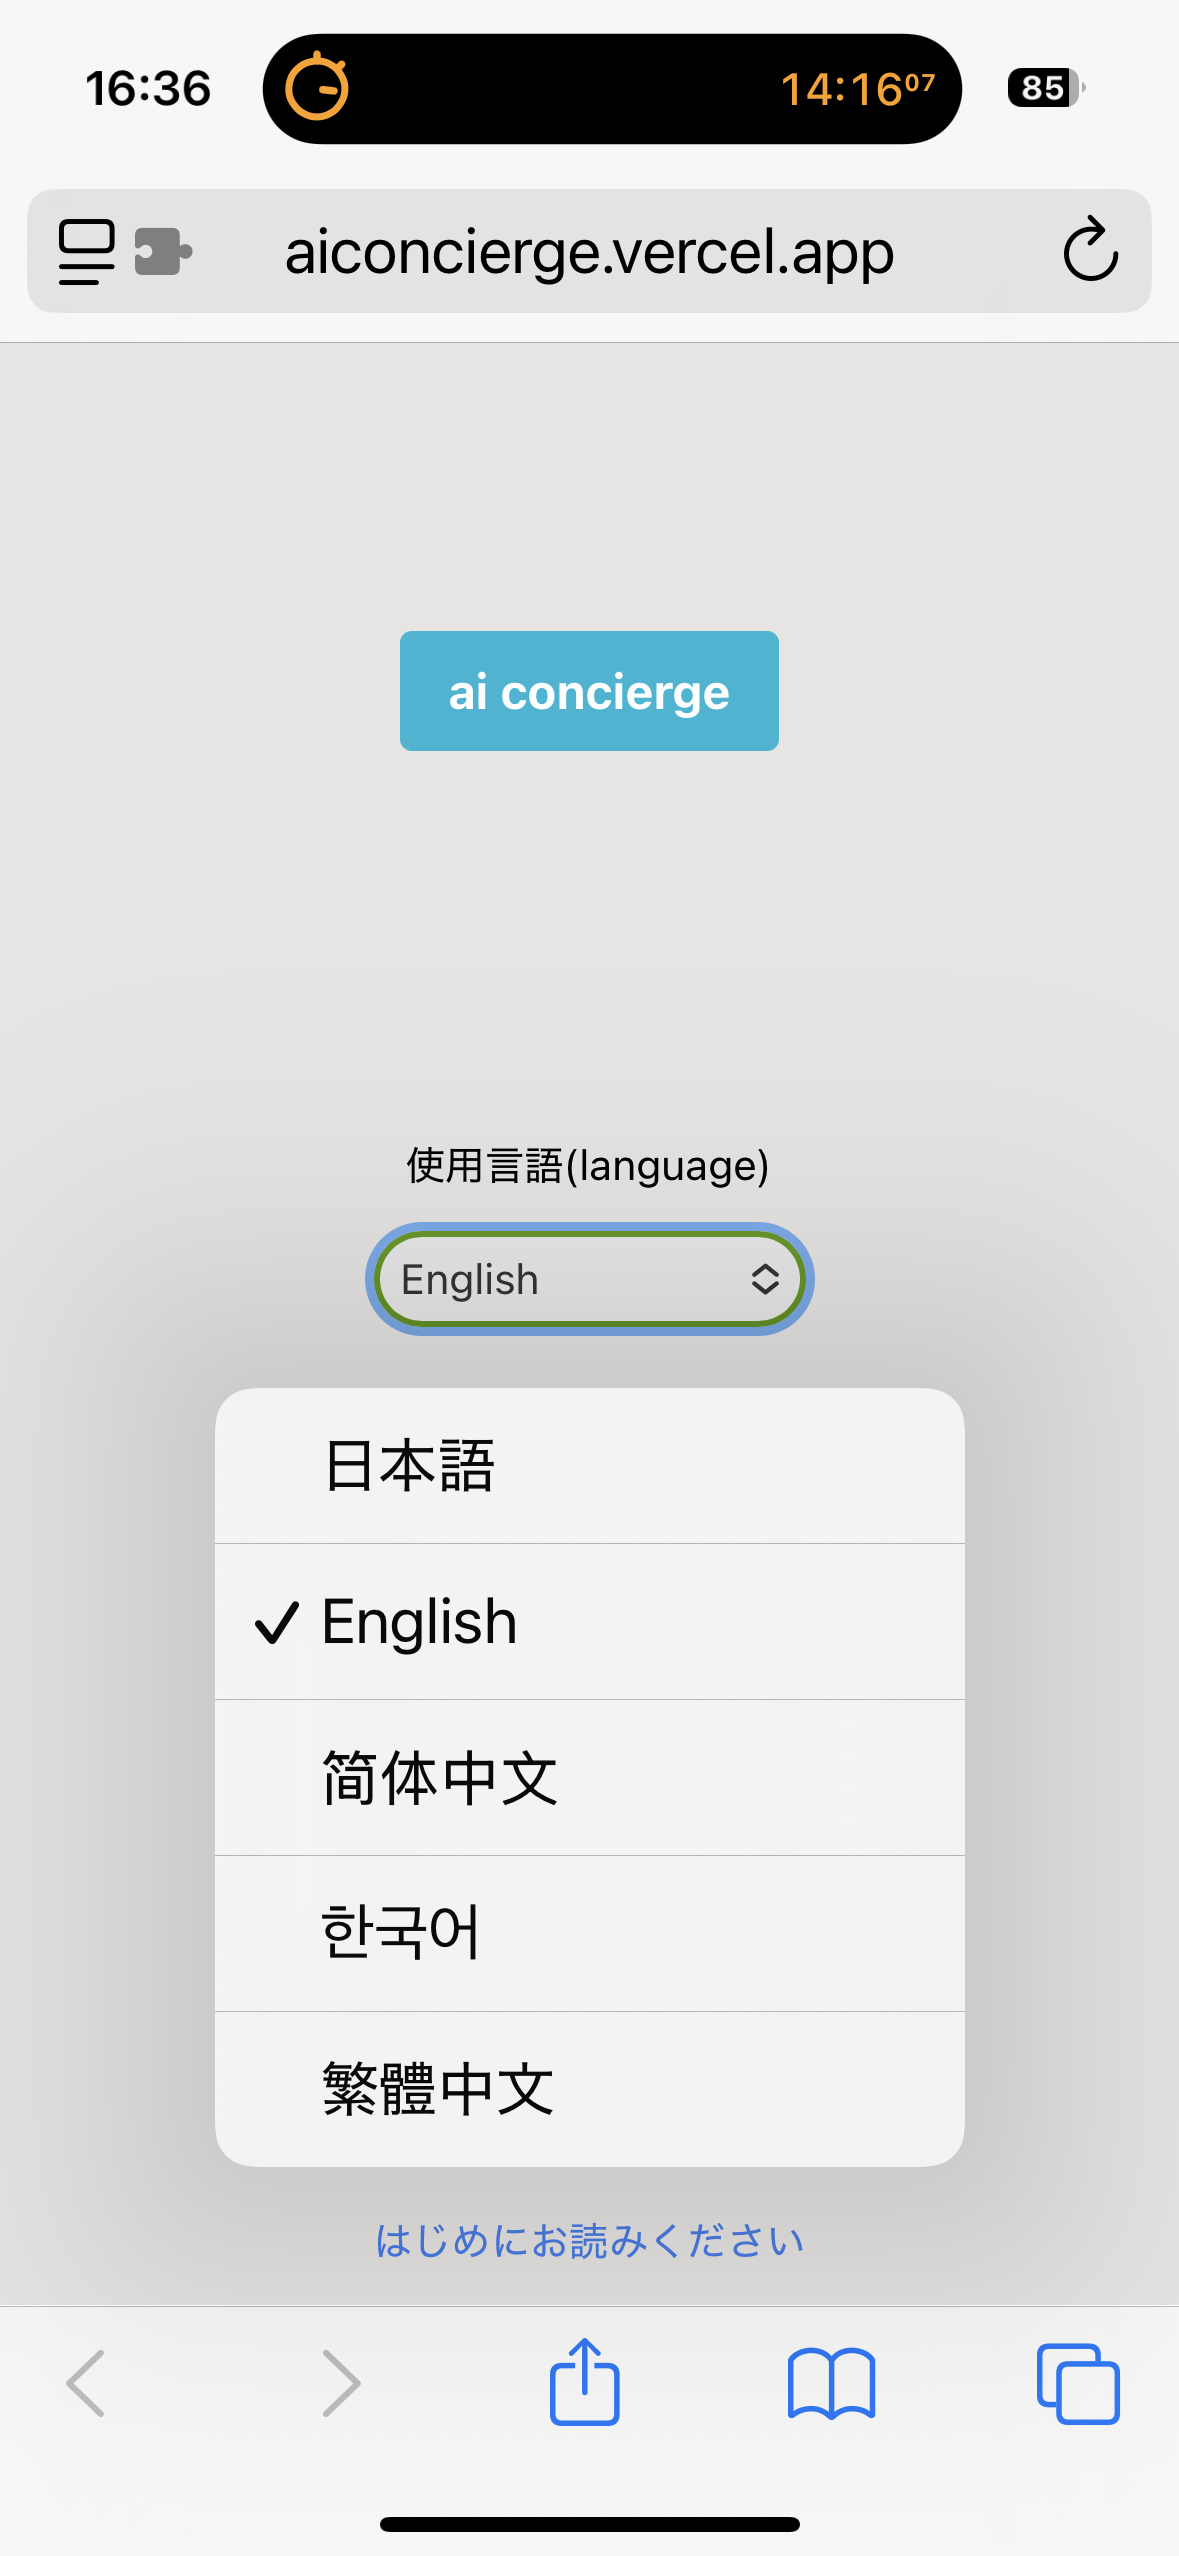 16:36
14:16⁰⁷
85
aiconcierge.vercel.app
ai concierge
使用言語(language)
English
日本語
English
简体中文
한국어
繁體中文
はじめにお読みください